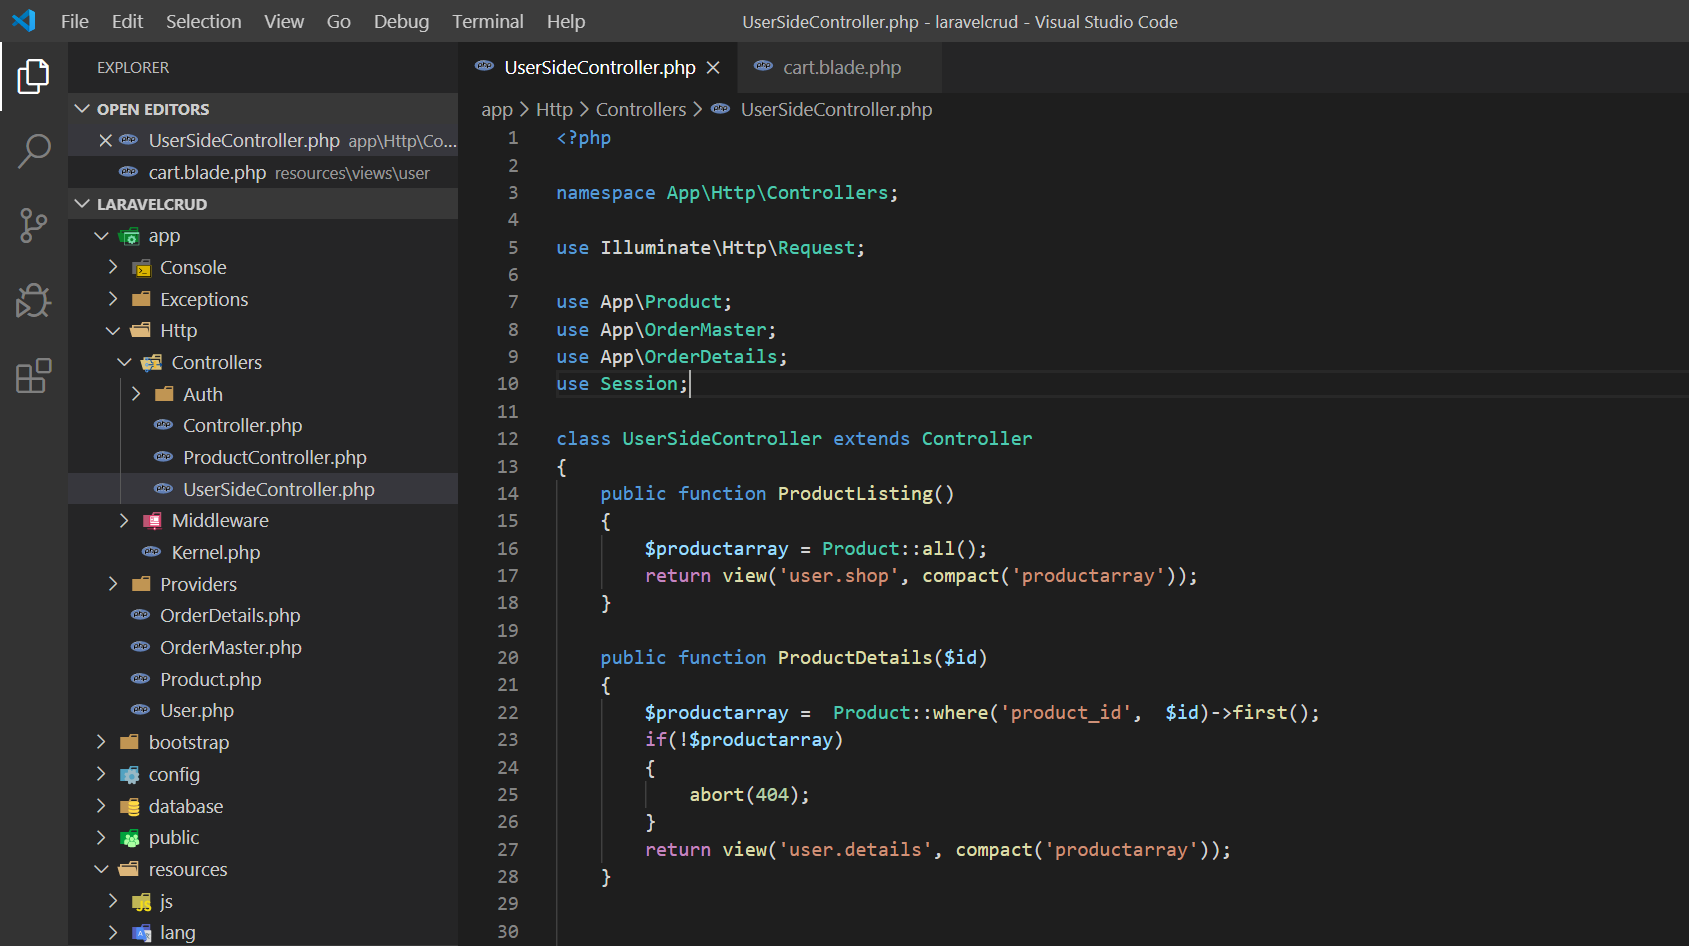 File Edit Selection View Go Debug Terminal Help
UserSideController.php - laravelcrud - Visual Studio Code
EXPLORER
OPEN EDITORS
UserSideController.php app\Http\Co...
cart.blade.php resources\views\user
LARAVELCRUD
app
Console
Exceptions
Http
Controllers
Auth
Controller.php
ProductController.php
UserSideController.php
Middleware
Kernel.php
Providers
OrderDetails.php
OrderMaster.php
Product.php
User.php
bootstrap
config
database
public
resources
js
lang
UserSideController.php
cart.blade.php
app > Http > Controllers > UserSideController.php
1 <?php
2
3 namespace App\Http\Controllers;
4
5 use Illuminate\Http\Request;
6
7 use App\Product;
8 use App\OrderMaster;
9 use App\OrderDetails;
10 use Session;
11
12 class UserSideController extends Controller
13 {
14     public function ProductListing()
15     {
16         $productarray = Product::all();
17         return view('user.shop', compact('productarray'));
18     }
19
20     public function ProductDetails($id)
21     {
22         $productarray =  Product::where('product_id',  $id)->first();
23         if(!$productarray)
24         {
25             abort(404);
26         }
27         return view('user.details', compact('productarray'));
28     }
29
30